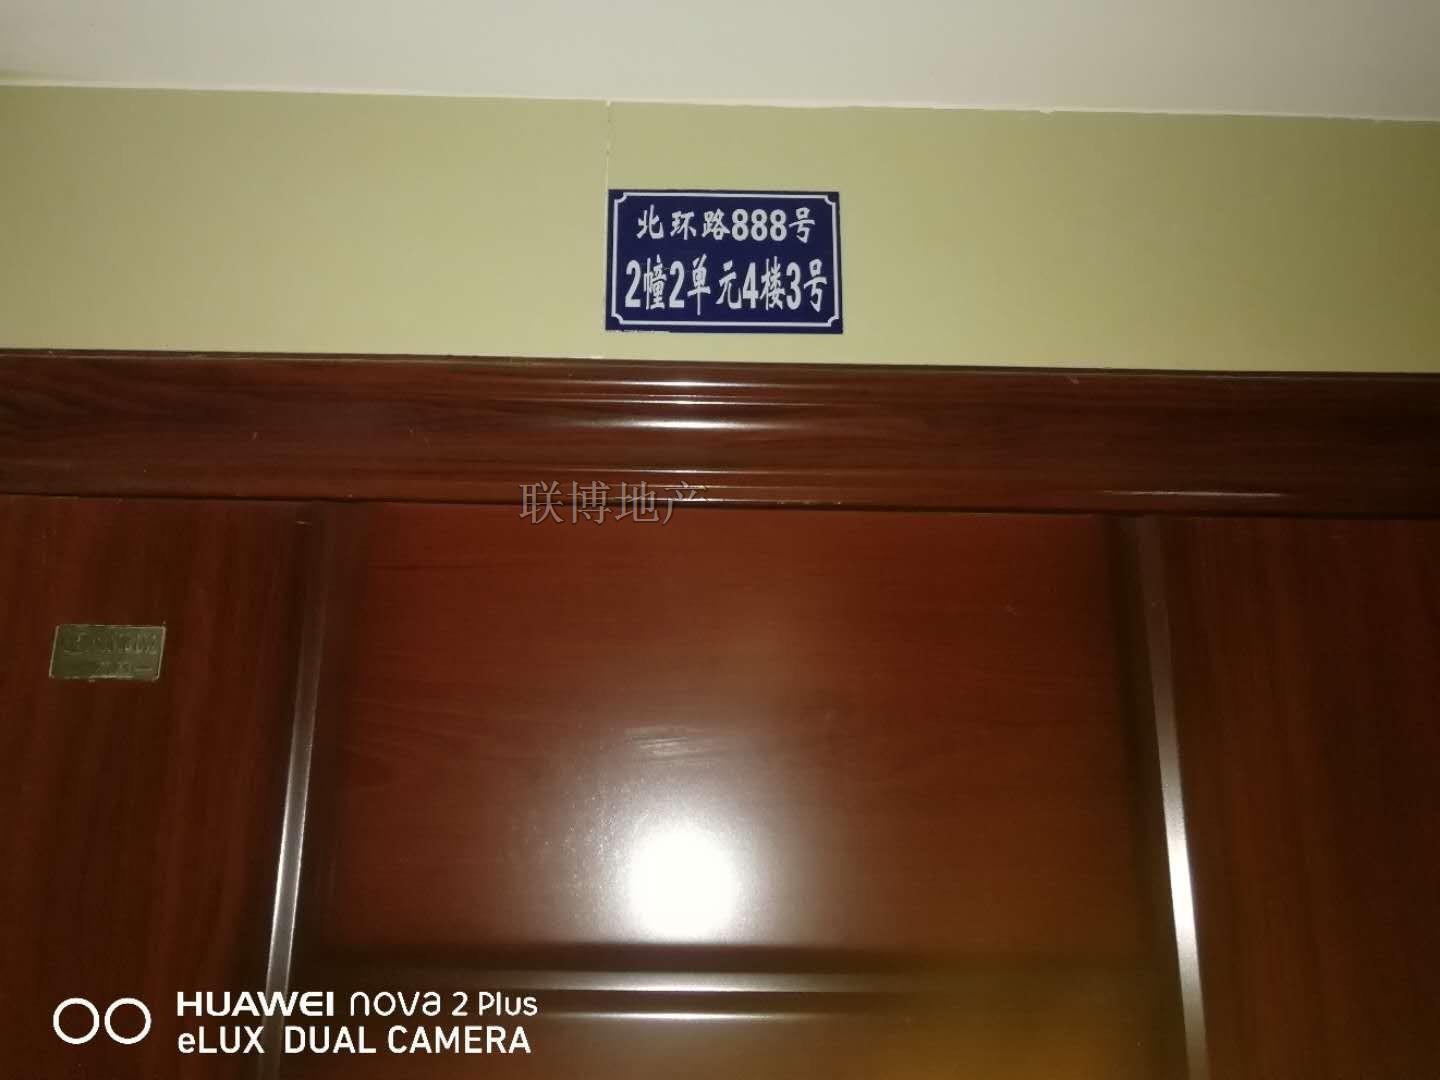 北环路888号
2幢2单元4楼3号
联博地产
HUAWEI nova 2 Plus
eLUX DUAL CAMERA